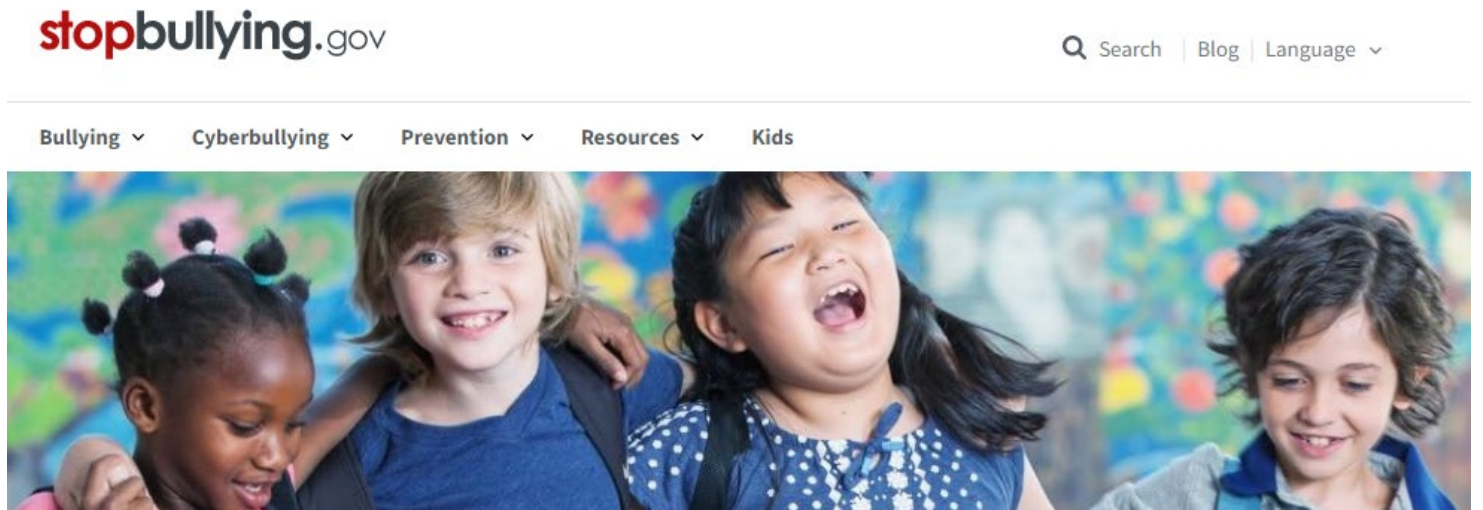 stopbullying.gov
Search | Blog | Language
Bullying Cyberbullying Prevention Resources Kids